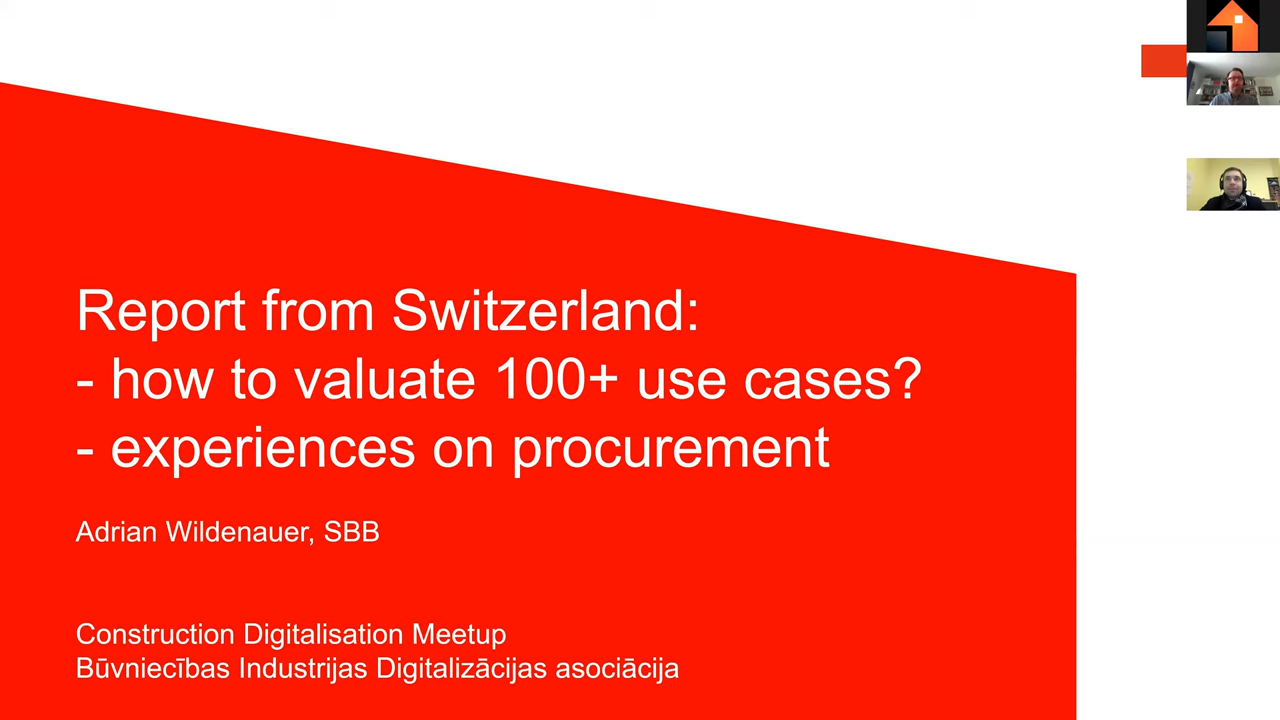 Report from Switzerland:
- how to valuate 100+ use cases?
- experiences on procurement
Adrian Wildenauer, SBB
Construction Digitalisation Meetup
Būvniecības Industrijas Digitalizācijas asociācija